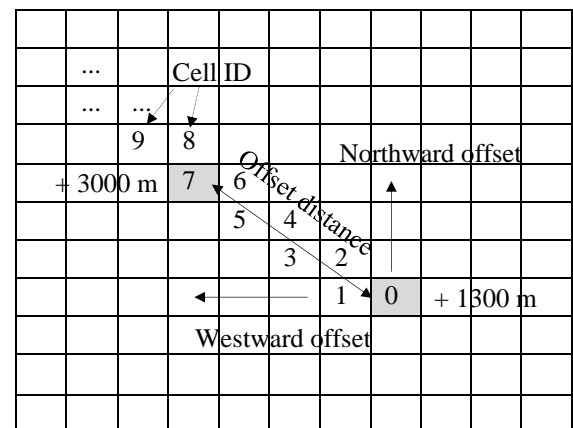 ...
Cell ID
... ...
9 8
Northward offset
Offset distance
+ 3000 m 7 6
5 4
3 2
1 0 + 1300 m
Westward offset